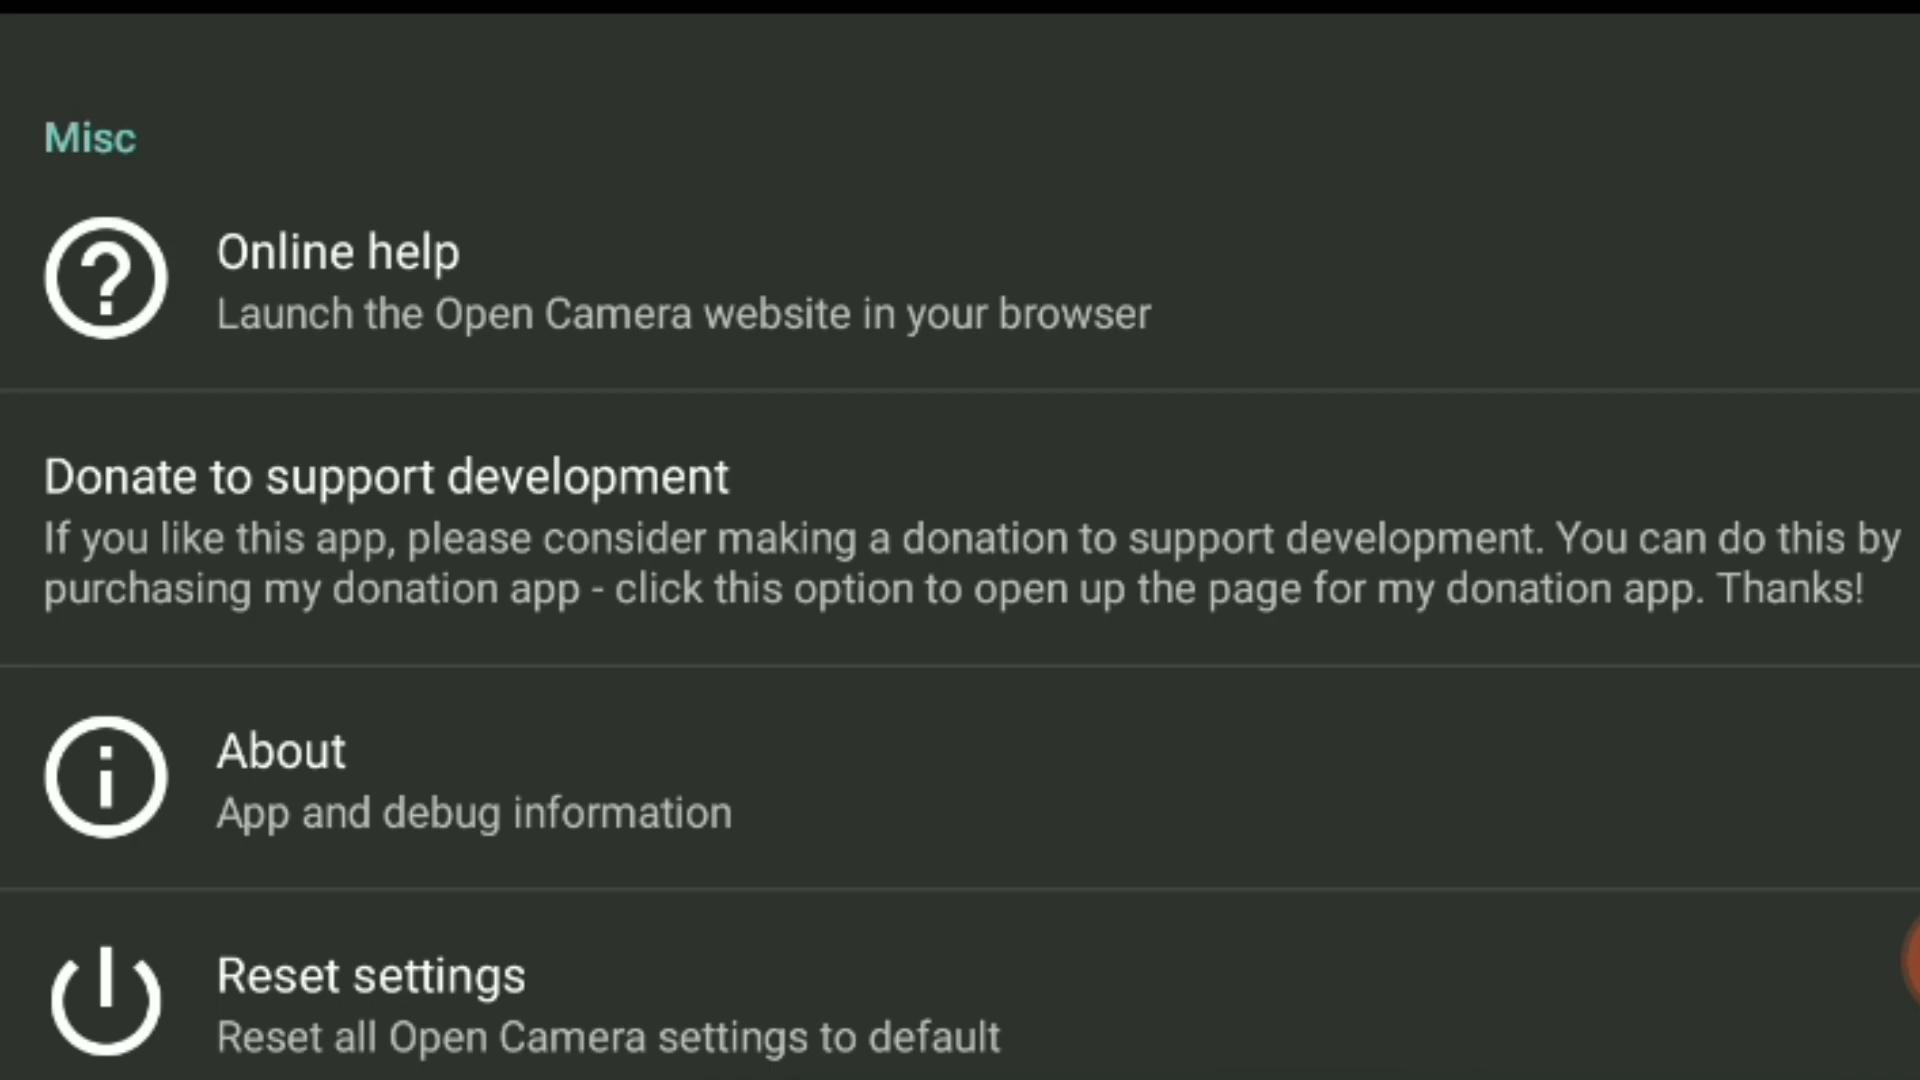 Misc
Online help
Launch the Open Camera website in your browser
Donate to support development
If you like this app, please consider making a donation to support development. You can do this by
purchasing my donation app - click this option to open up the page for my donation app. Thanks!
About
App and debug information
Reset settings
Reset all Open Camera settings to default